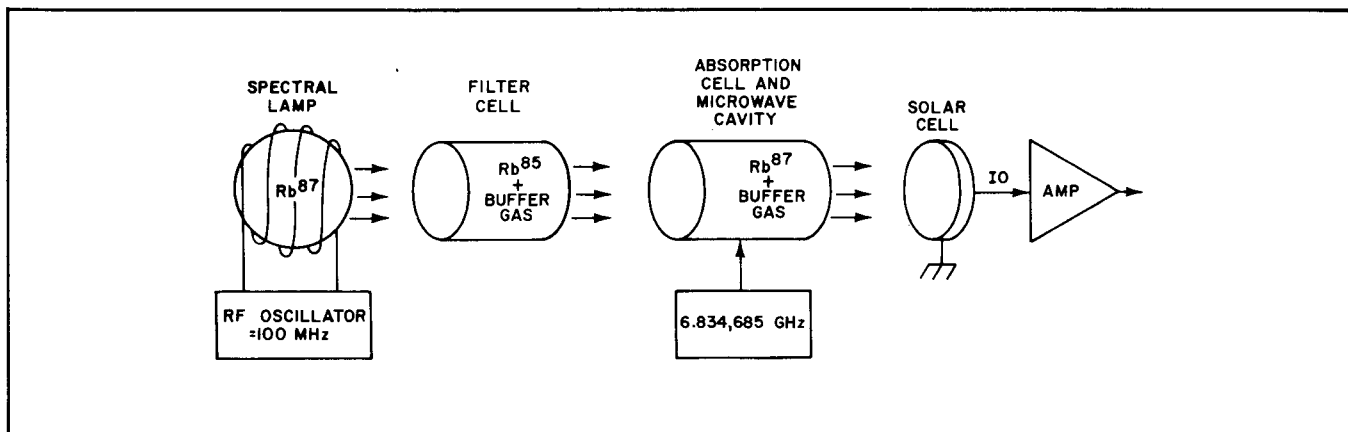 SPECTRAL
LAMP
Rb87
RF OSCILLATOR
≈100 MHz
FILTER
CELL
Rb85
+
BUFFER
GAS
ABSORPTION
CELL AND
MICROWAVE
CAVITY
Rb87
+
BUFFER
GAS
6.834,685 GHz
SOLAR
CELL
IO
AMP